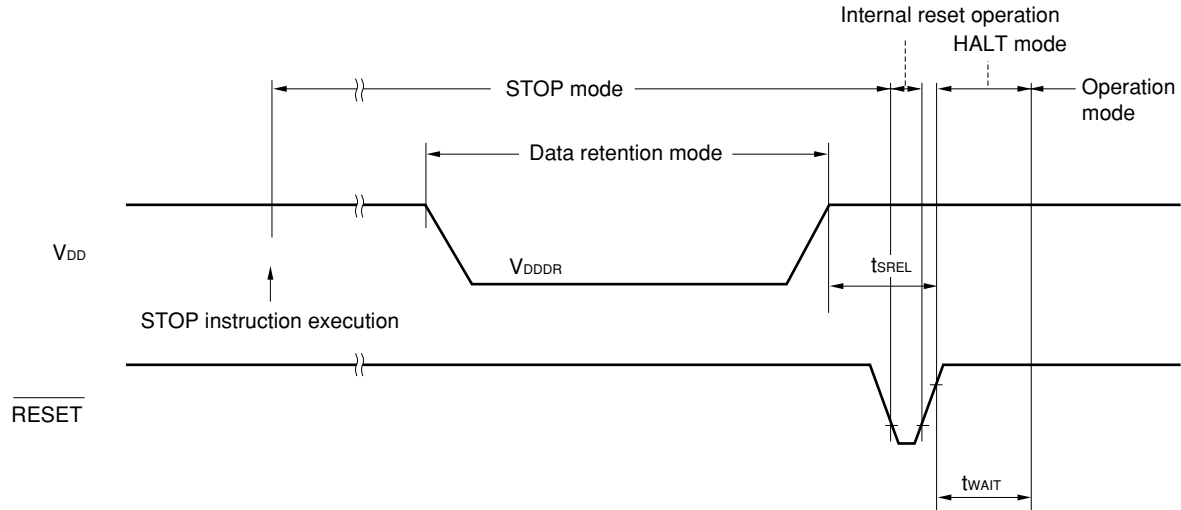 Internal reset operation
HALT mode
STOP mode
Operation
mode
Data retention mode
VDD
VDDDR
tSREL
STOP instruction execution
RESET
tWAIT